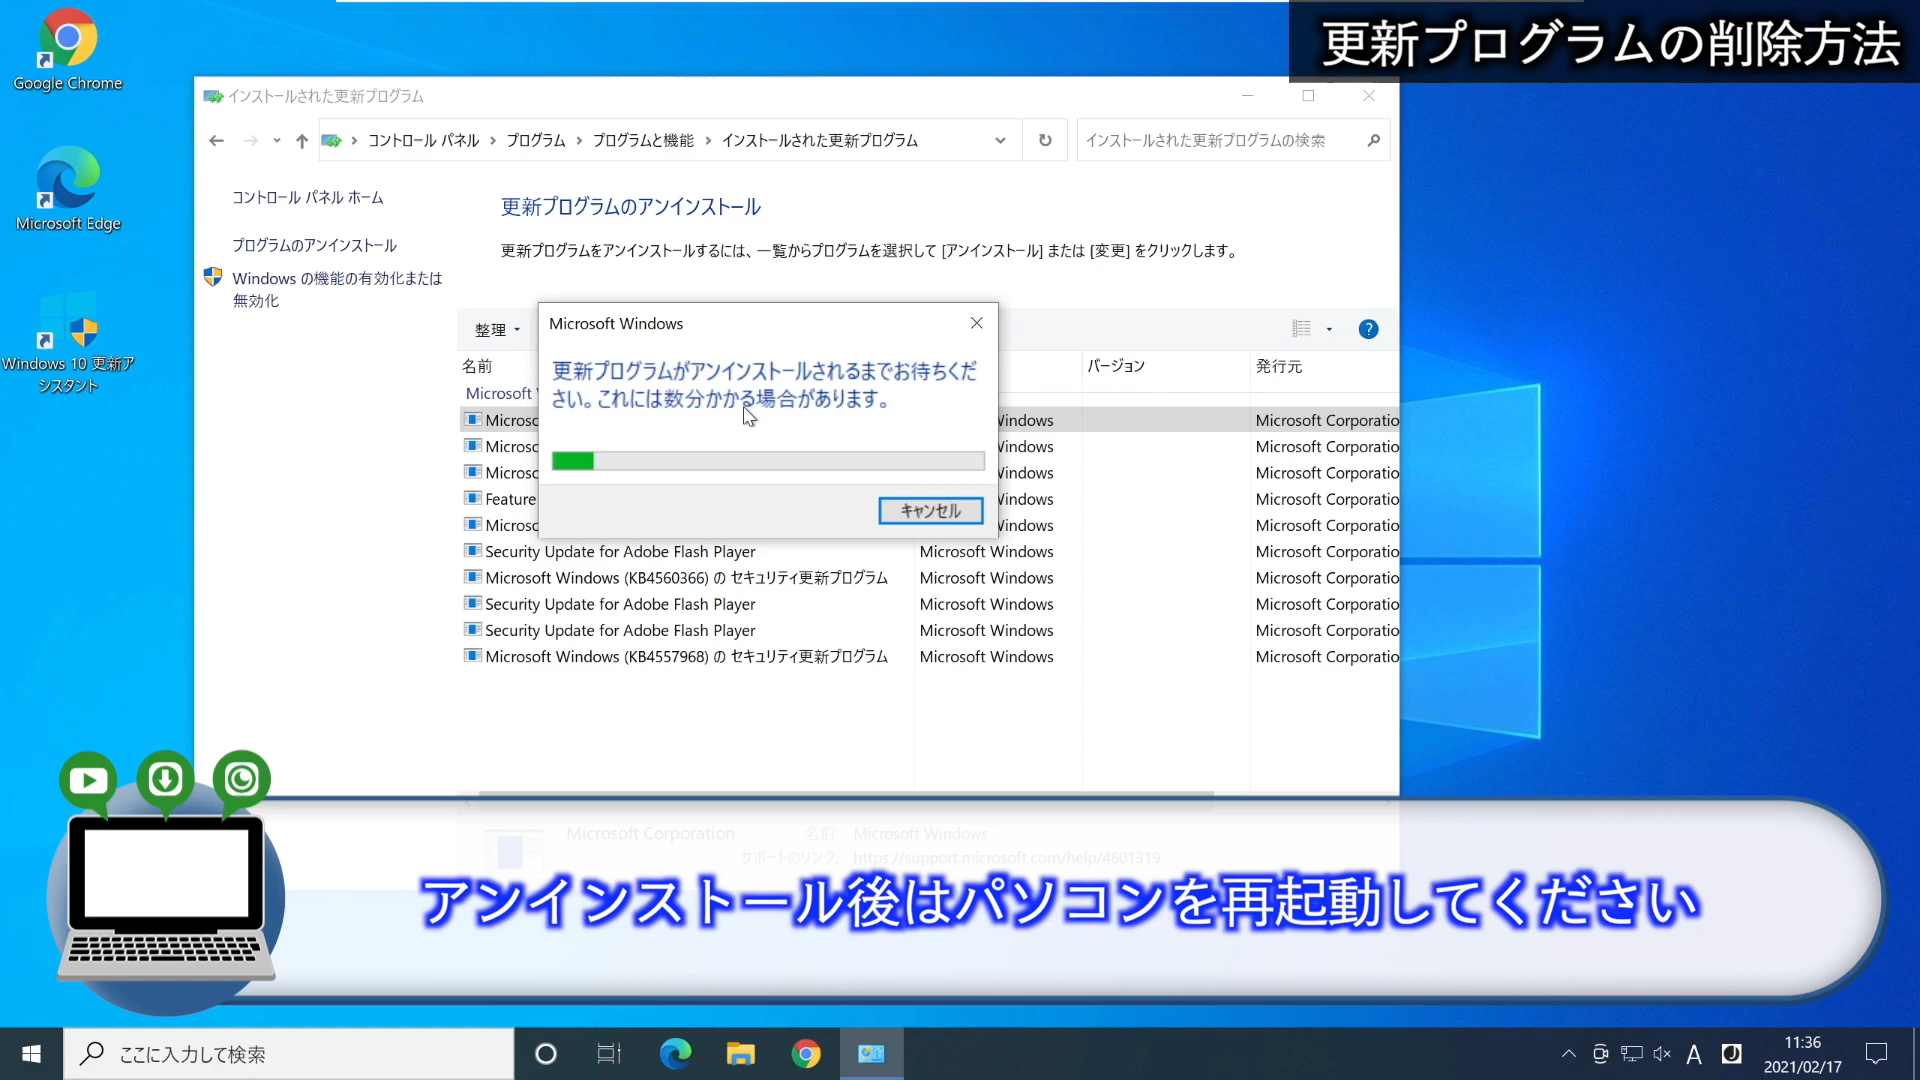 更新プログラムの削除方法
Google Chrome
Microsoft Edge
Windows 10 更新ア
シスタント
インストールされた更新プログラム
コントロール パネル
プログラム
プログラムと機能
インストールされた更新プログラム
インストールされた更新プログラムの検索
コントロール パネル ホーム
プログラムのアンインストール
Windows の機能の有効化または
無効化
更新プログラムのアンインストール
更新プログラムをアンインストールするには、一覧からプログラムを選択して [アンインストール] または [変更] をクリックします。
整理
名前 バージョン 発行元
Microsoft
Microsoft Windows
更新プログラムがアンインストールされるまでお待ちくだ
さい。これには数分かかる場合があります。
キャンセル
Microsoft Corporatio
Microsoft Corporatio
Microsoft Corporatio
Feature Microsoft Corporatio
Microsoft Corporatio
Security Update for Adobe Flash Player Microsoft Windows Microsoft Corporatio
Microsoft Windows (KB4560366) の セキュリティ更新プログラム Microsoft Windows Microsoft Corporatio
Security Update for Adobe Flash Player Microsoft Windows Microsoft Corporatio
Security Update for Adobe Flash Player Microsoft Windows Microsoft Corporatio
Microsoft Windows (KB4557968) の セキュリティ更新プログラム Microsoft Windows Microsoft Corporatio
Microsoft Corporation 名前: Microsoft Windows
サポートのリンク: https://support.microsoft.com/help/4601319
アンインストール後はパソコンを再起動してください
ここに入力して検索
A
J
11:36
2021/02/17